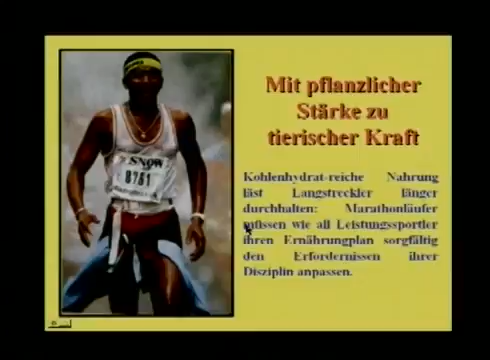 Mit pflanzlicher
Stärke zu
tierischer Kraft
Kohlenhydrat-reiche Nahrung
läst Langstreckler länger
durchhalten: Marathonläufer
müssen wie all Leistungssportler
ihren Ernährungplan sorgfältig
den Erfordernissen ihrer
Disziplin anpassen.
SNOW
8761